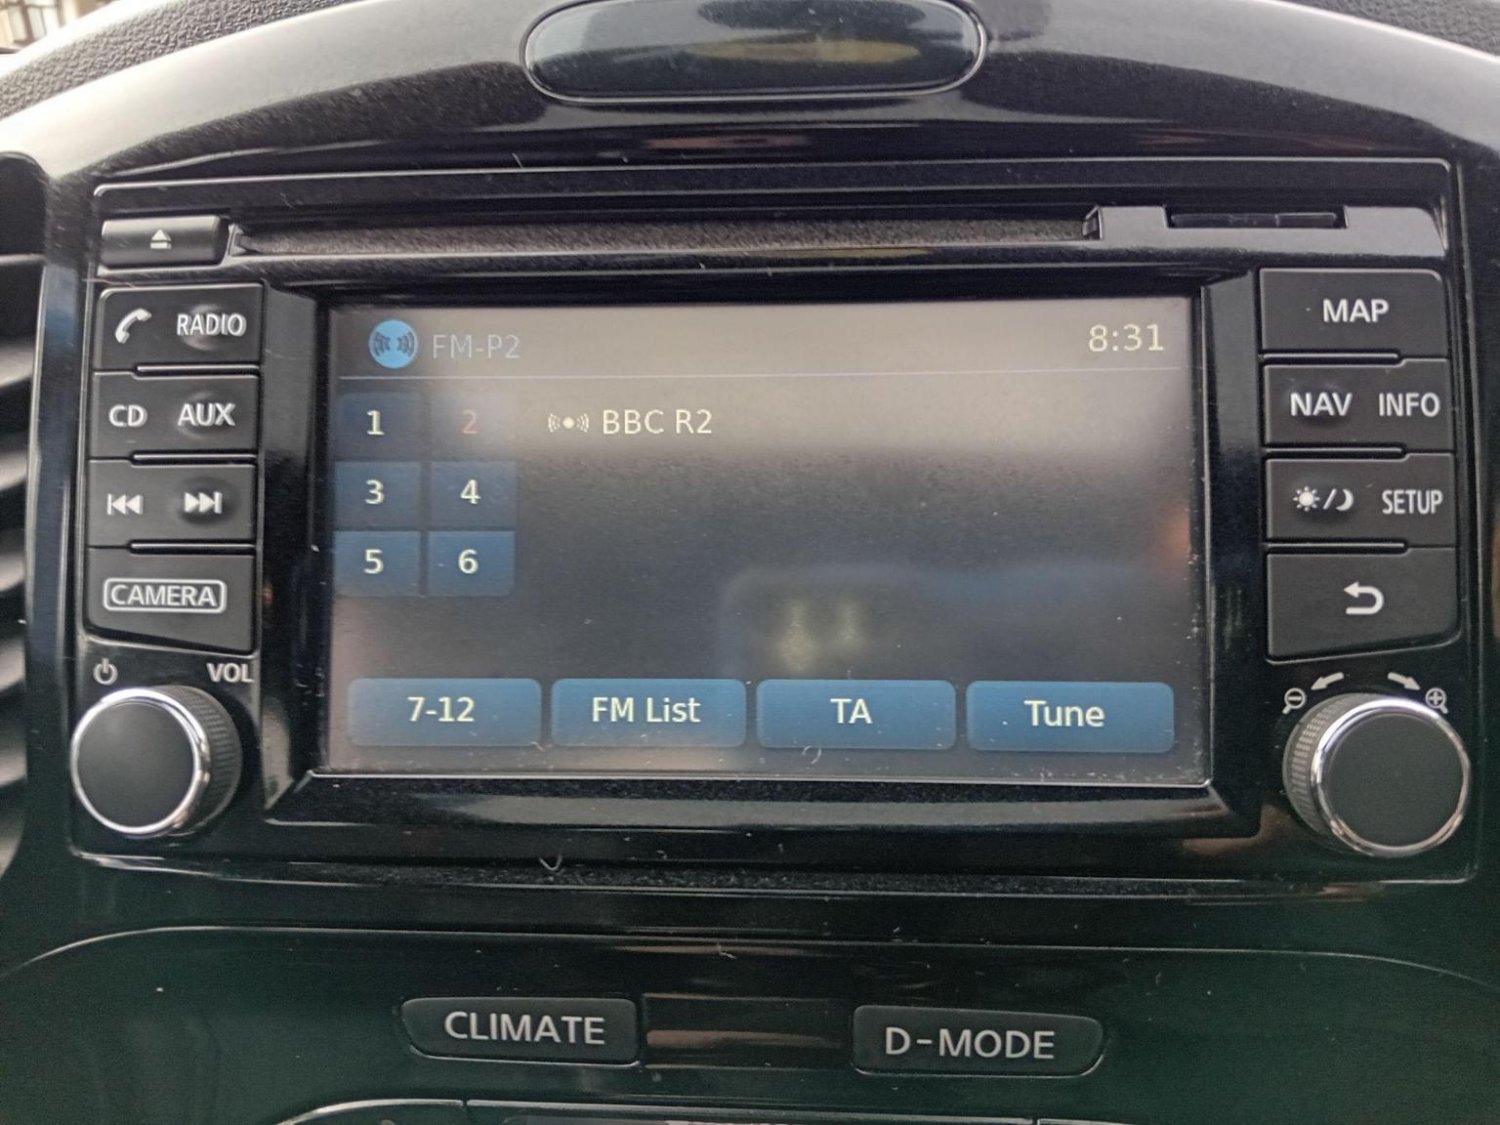 RADIO
CD AUX
CAMERA
VOL
FM-P2 8:31
1 2 BBC R2
3 4
5 6
7-12 FM List TA Tune
MAP
NAV INFO
SETUP
CLIMATE D-MODE